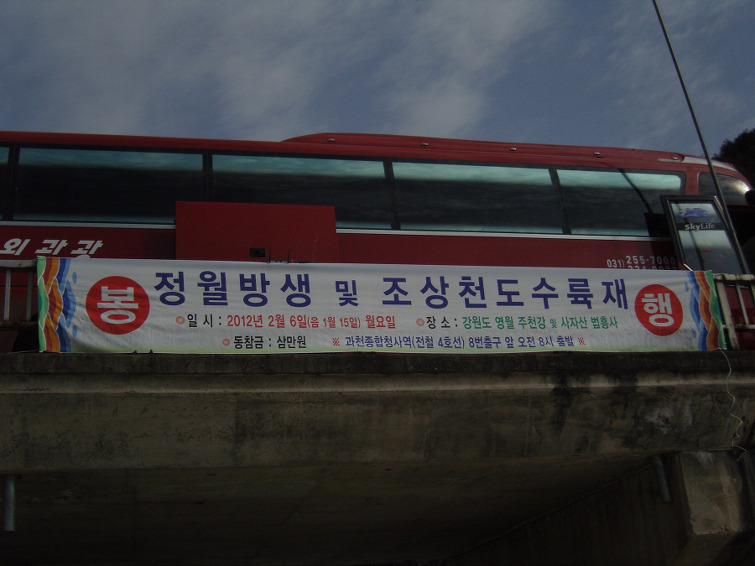 외관광
SkyLife
031) 255-7000
봉 정월방생 및 조상천도수륙재 행
일 시 : 2012년 2월 6일(음 1월 15일) 월요일 장 소 : 강원도 영월 주천강 및 사자산 법흥사
동참금 : 삼만원 ※ 과천종합청사역(전철 4호선) 8번출구 앞 오전 8시 출발 ※